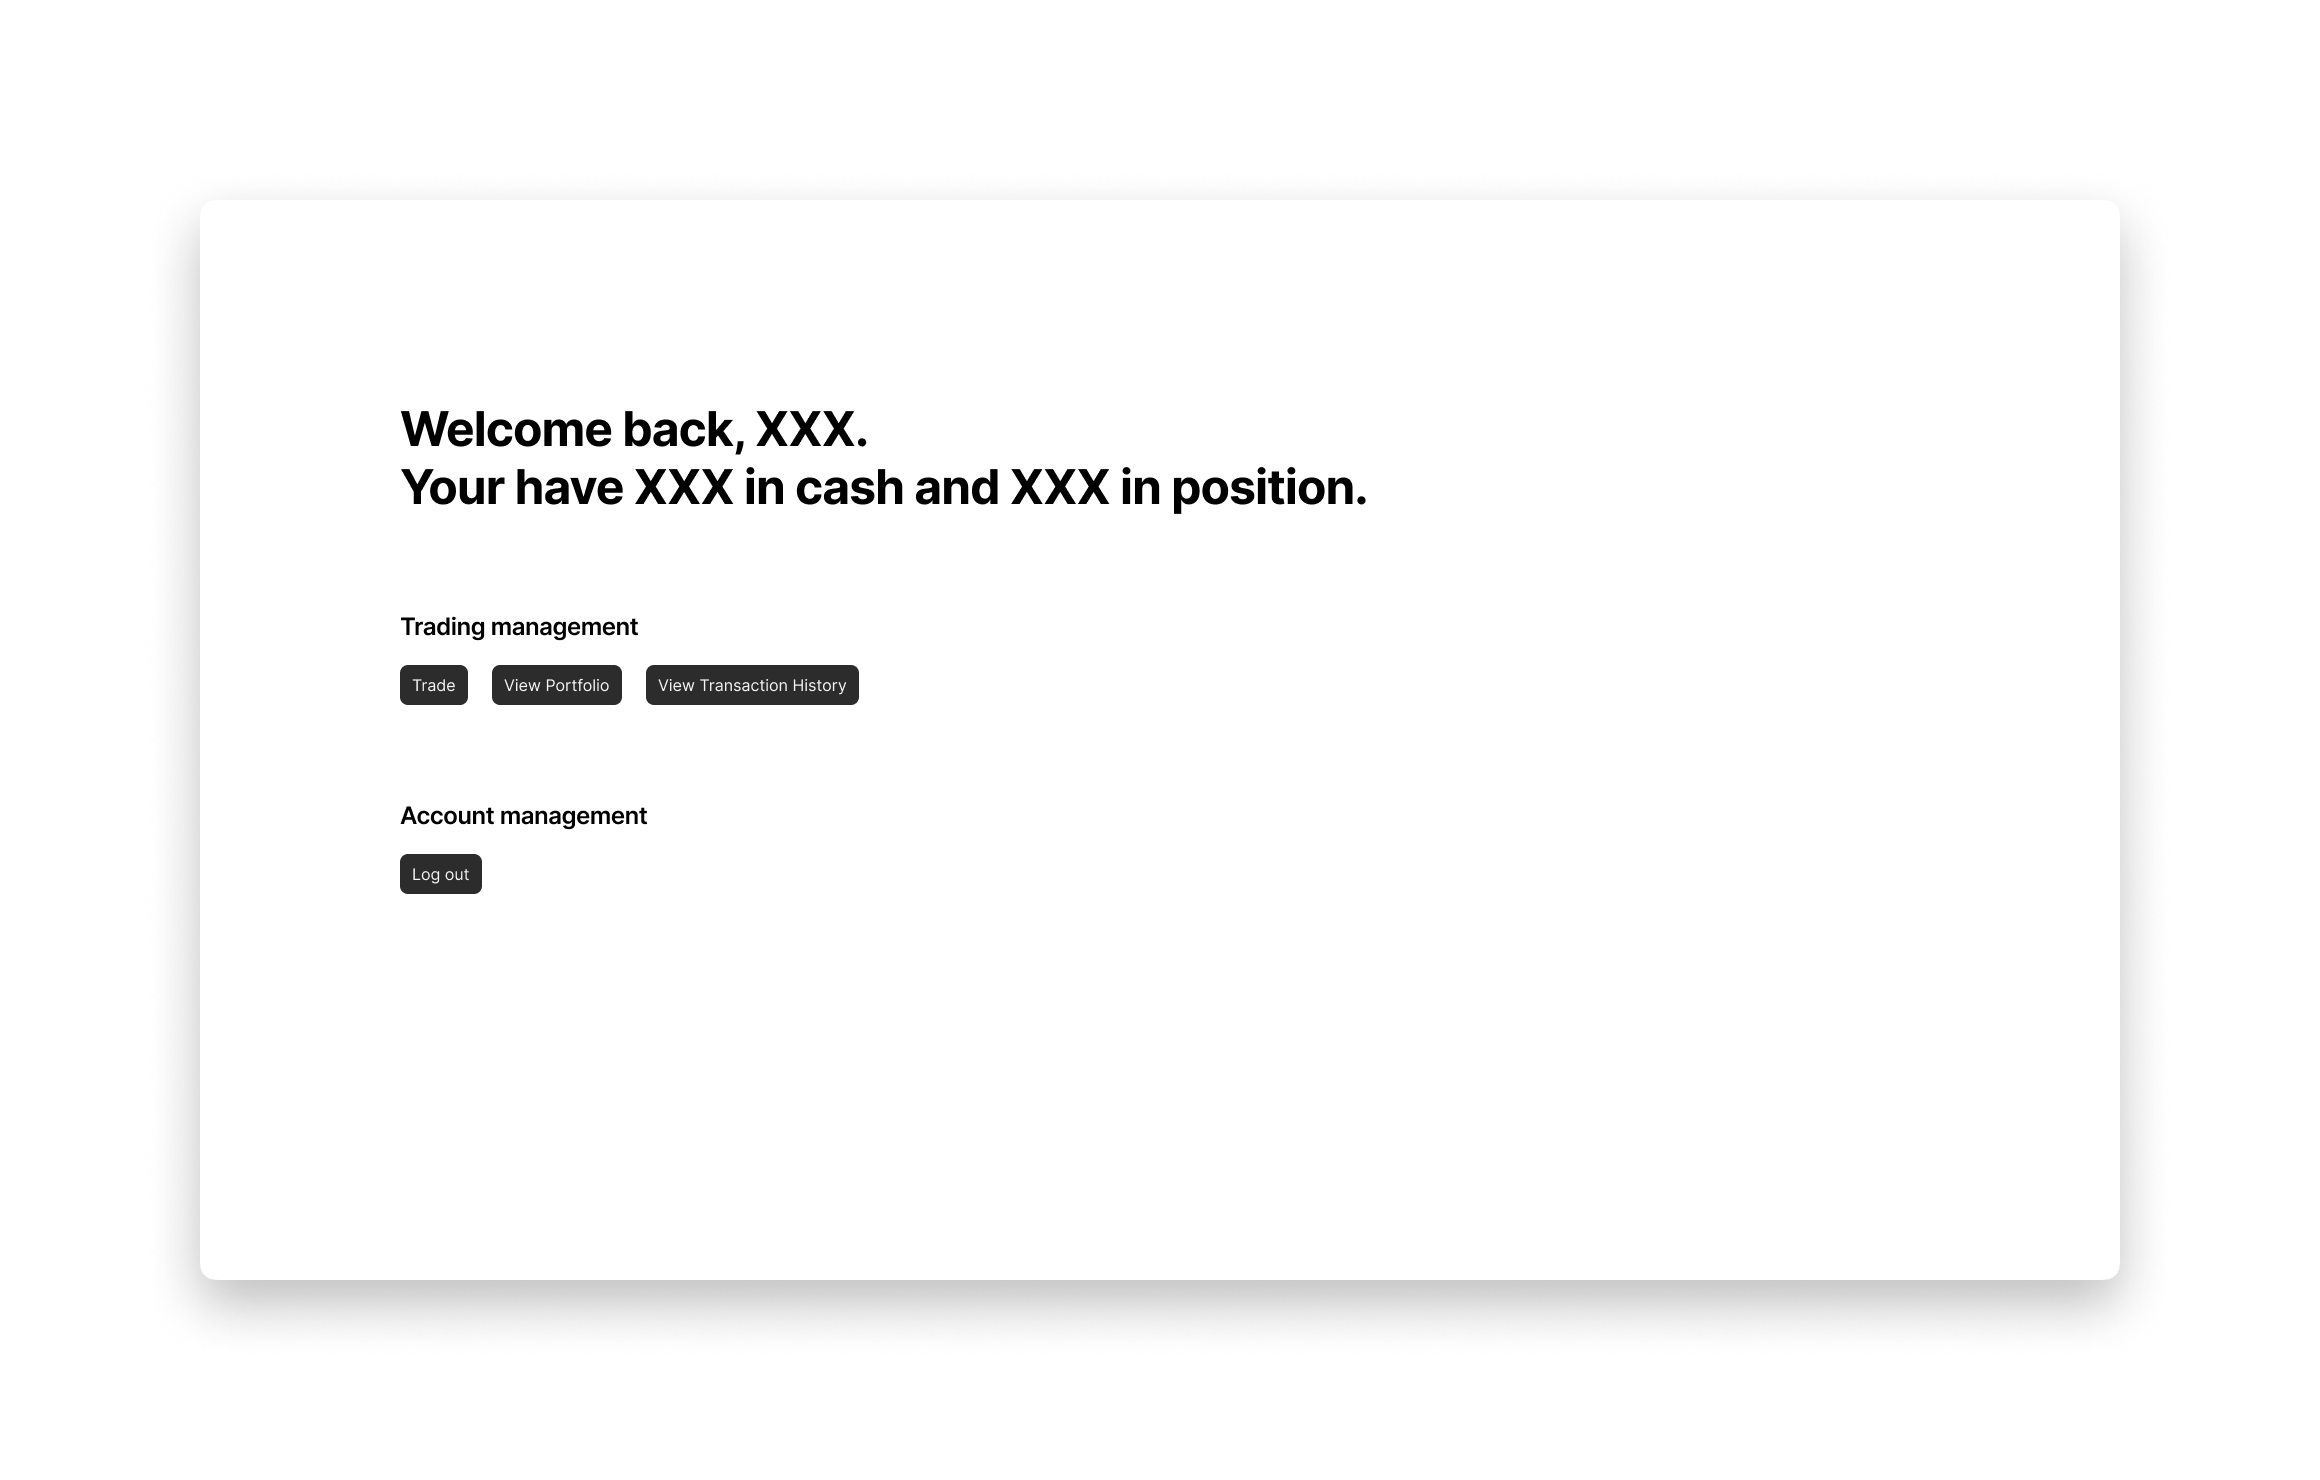 Welcome back, XXX.
Your have XXX in cash and XXX in position.
Trading management
Trade View Portfolio View Transaction History
Account management
Log out